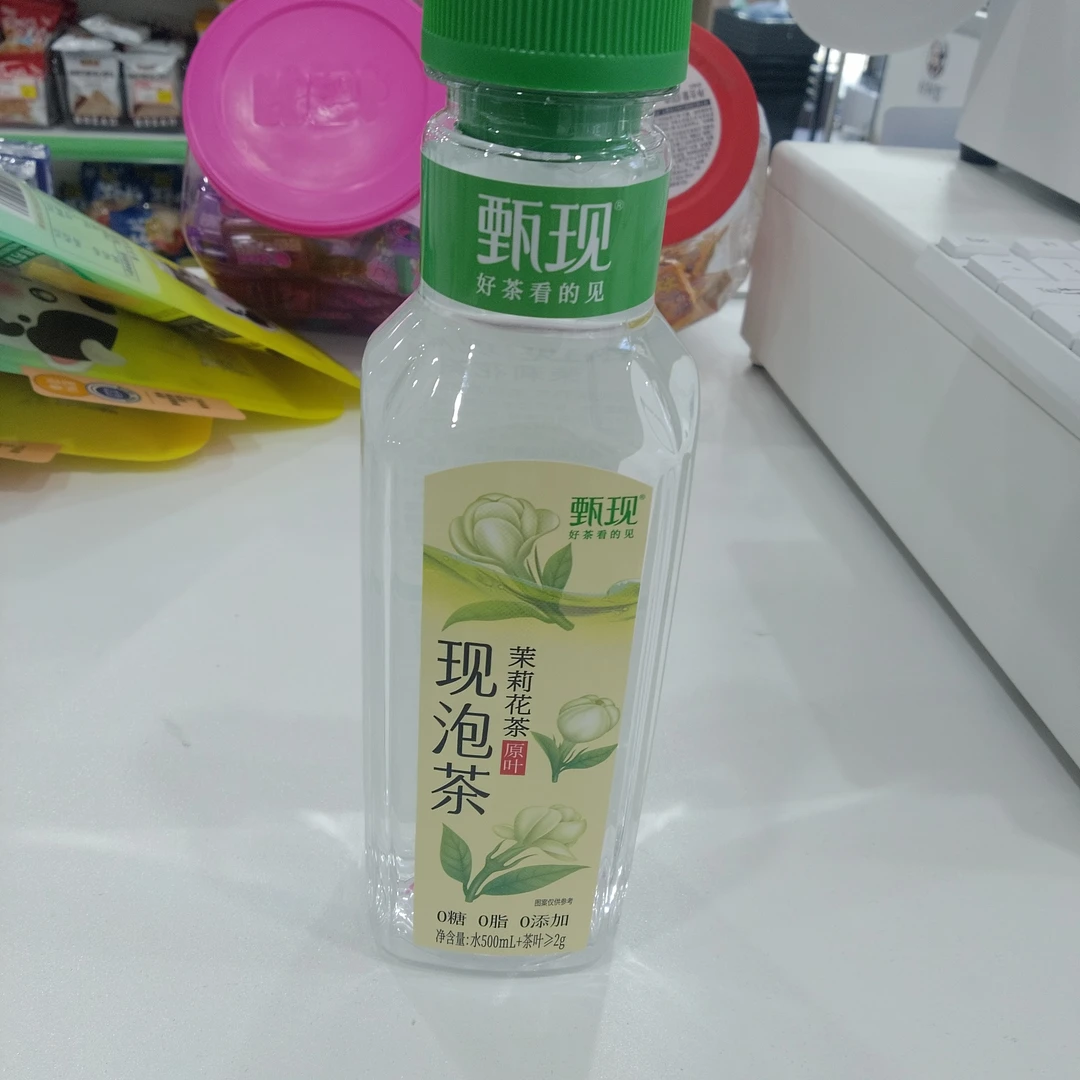 甄现®
好茶看的见
甄现®
好茶看的见
茉莉花茶
原叶
现泡茶
图案仅供参考
0糖 0脂 0添加
净含量:水500mL+茶叶≥2g